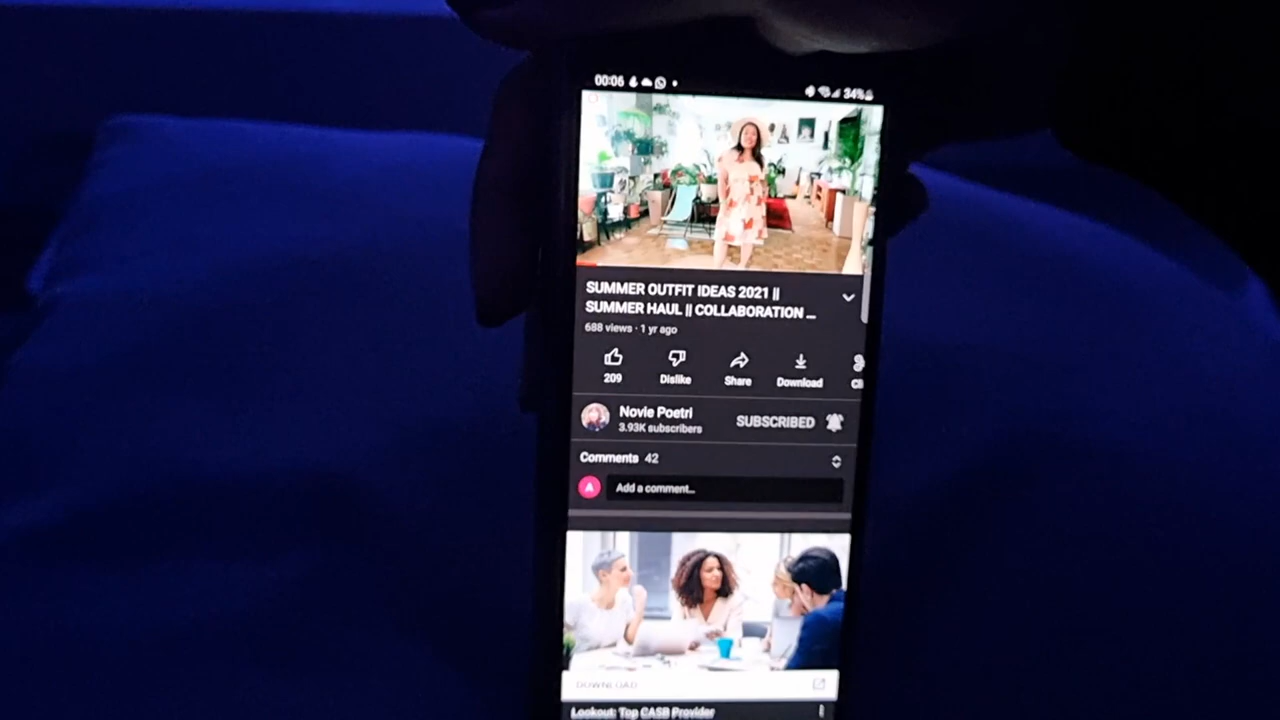 00:06
34%
SUMMER OUTFIT IDEAS 2021 ||
SUMMER HAUL || COLLABORATION ...
688 views · 1 yr ago
209
Dislike
Share
Download
Novie Poetri
3.93K subscribers
SUBSCRIBED
Comments 42
A
Add a comment...
DOWNLOAD
Lookout: Top CASB Provider